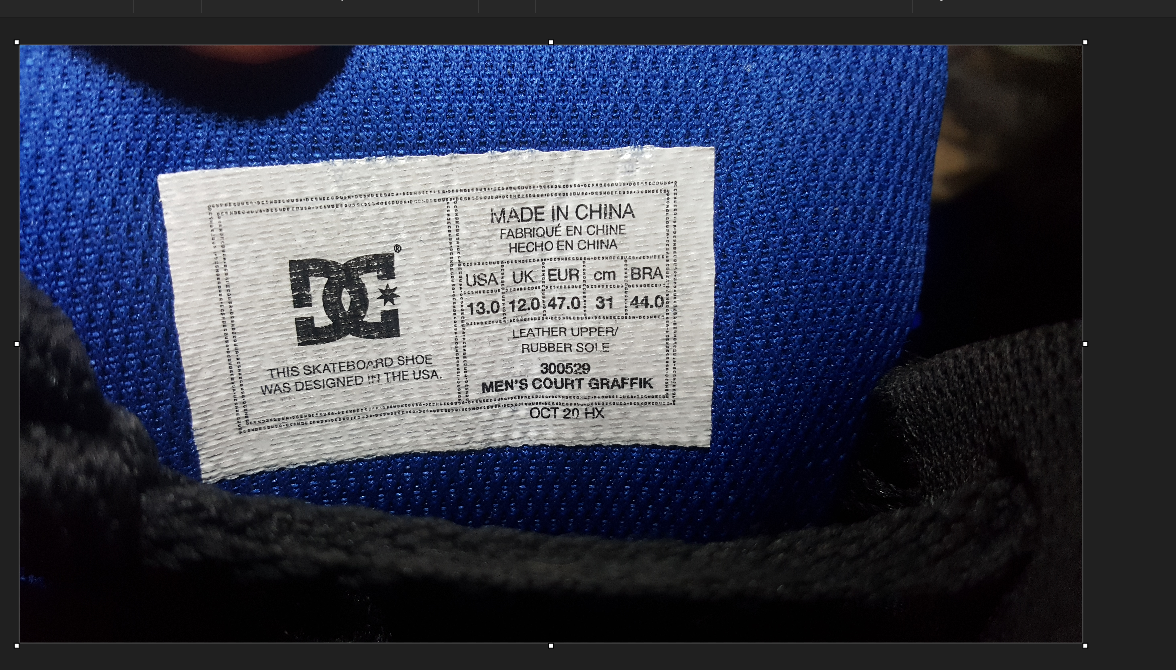 MADE IN CHINA
FABRIQUÉ EN CHINE
HECHO EN CHINA
DC®
USA UK EUR cm BRA
13.0 12.0 47.0 31 44.0
LEATHER UPPER/
RUBBER SOLE
300529
MEN'S COURT GRAFFIK
OCT 20 HX
THIS SKATEBOARD SHOE
WAS DESIGNED IN THE USA.